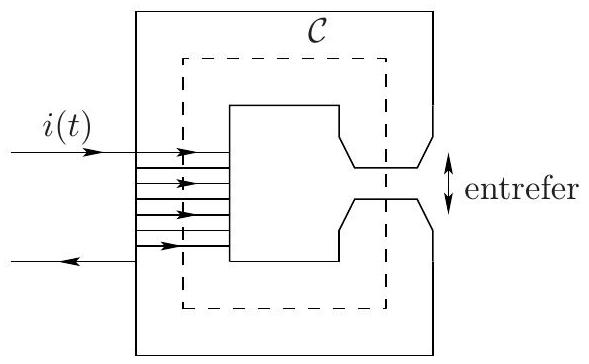 𝒞
i(t)
entrefer